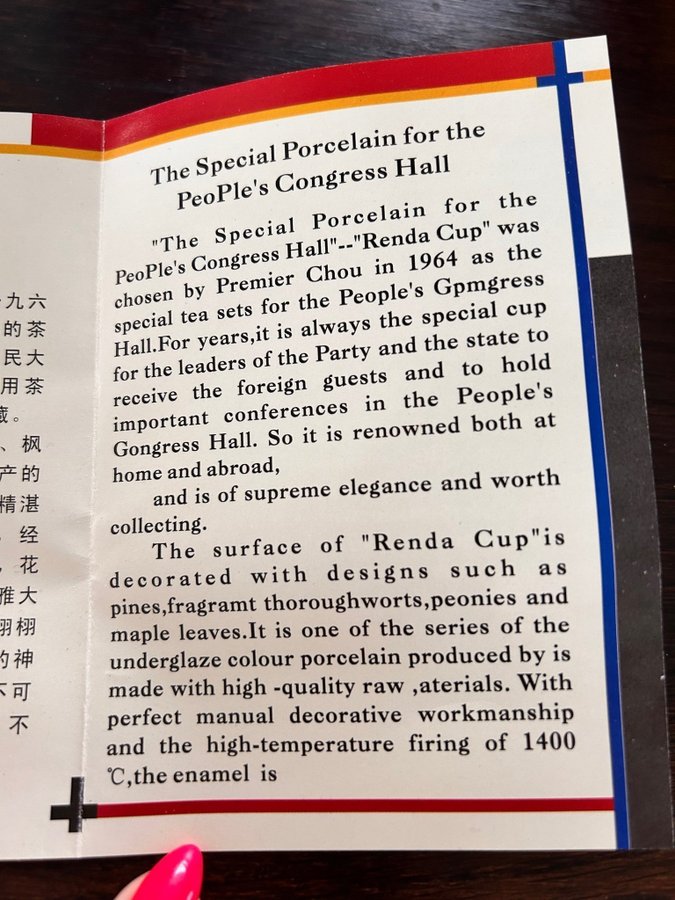 九六
的茶
民大
用茶
藏。
、枫
产的
精湛
，经
，花
雅大
栩栩
的神
不可
不
The Special Porcelain for the
PeoPle's Congress Hall
"The Special Porcelain for the
PeoPle's Congress Hall"--"Renda Cup" was
chosen by Premier Chou in 1964 as the
special tea sets for the People's Gpmgress
Hall.For years,it is always the special cup
for the leaders of the Party and the state to
receive the foreign guests and to hold
important conferences in the People's
Gongress Hall. So it is renowned both at
home and abroad,
and is of supreme elegance and worth
collecting.
The surface of "Renda Cup"is
decorated with designs such as
pines,fragramt thoroughworts,peonies and
maple leaves.It is one of the series of the
underglaze colour porcelain produced by is
made with high -quality raw ,aterials. With
perfect manual decorative workmanship
and the high-temperature firing of 1400
℃,the enamel is